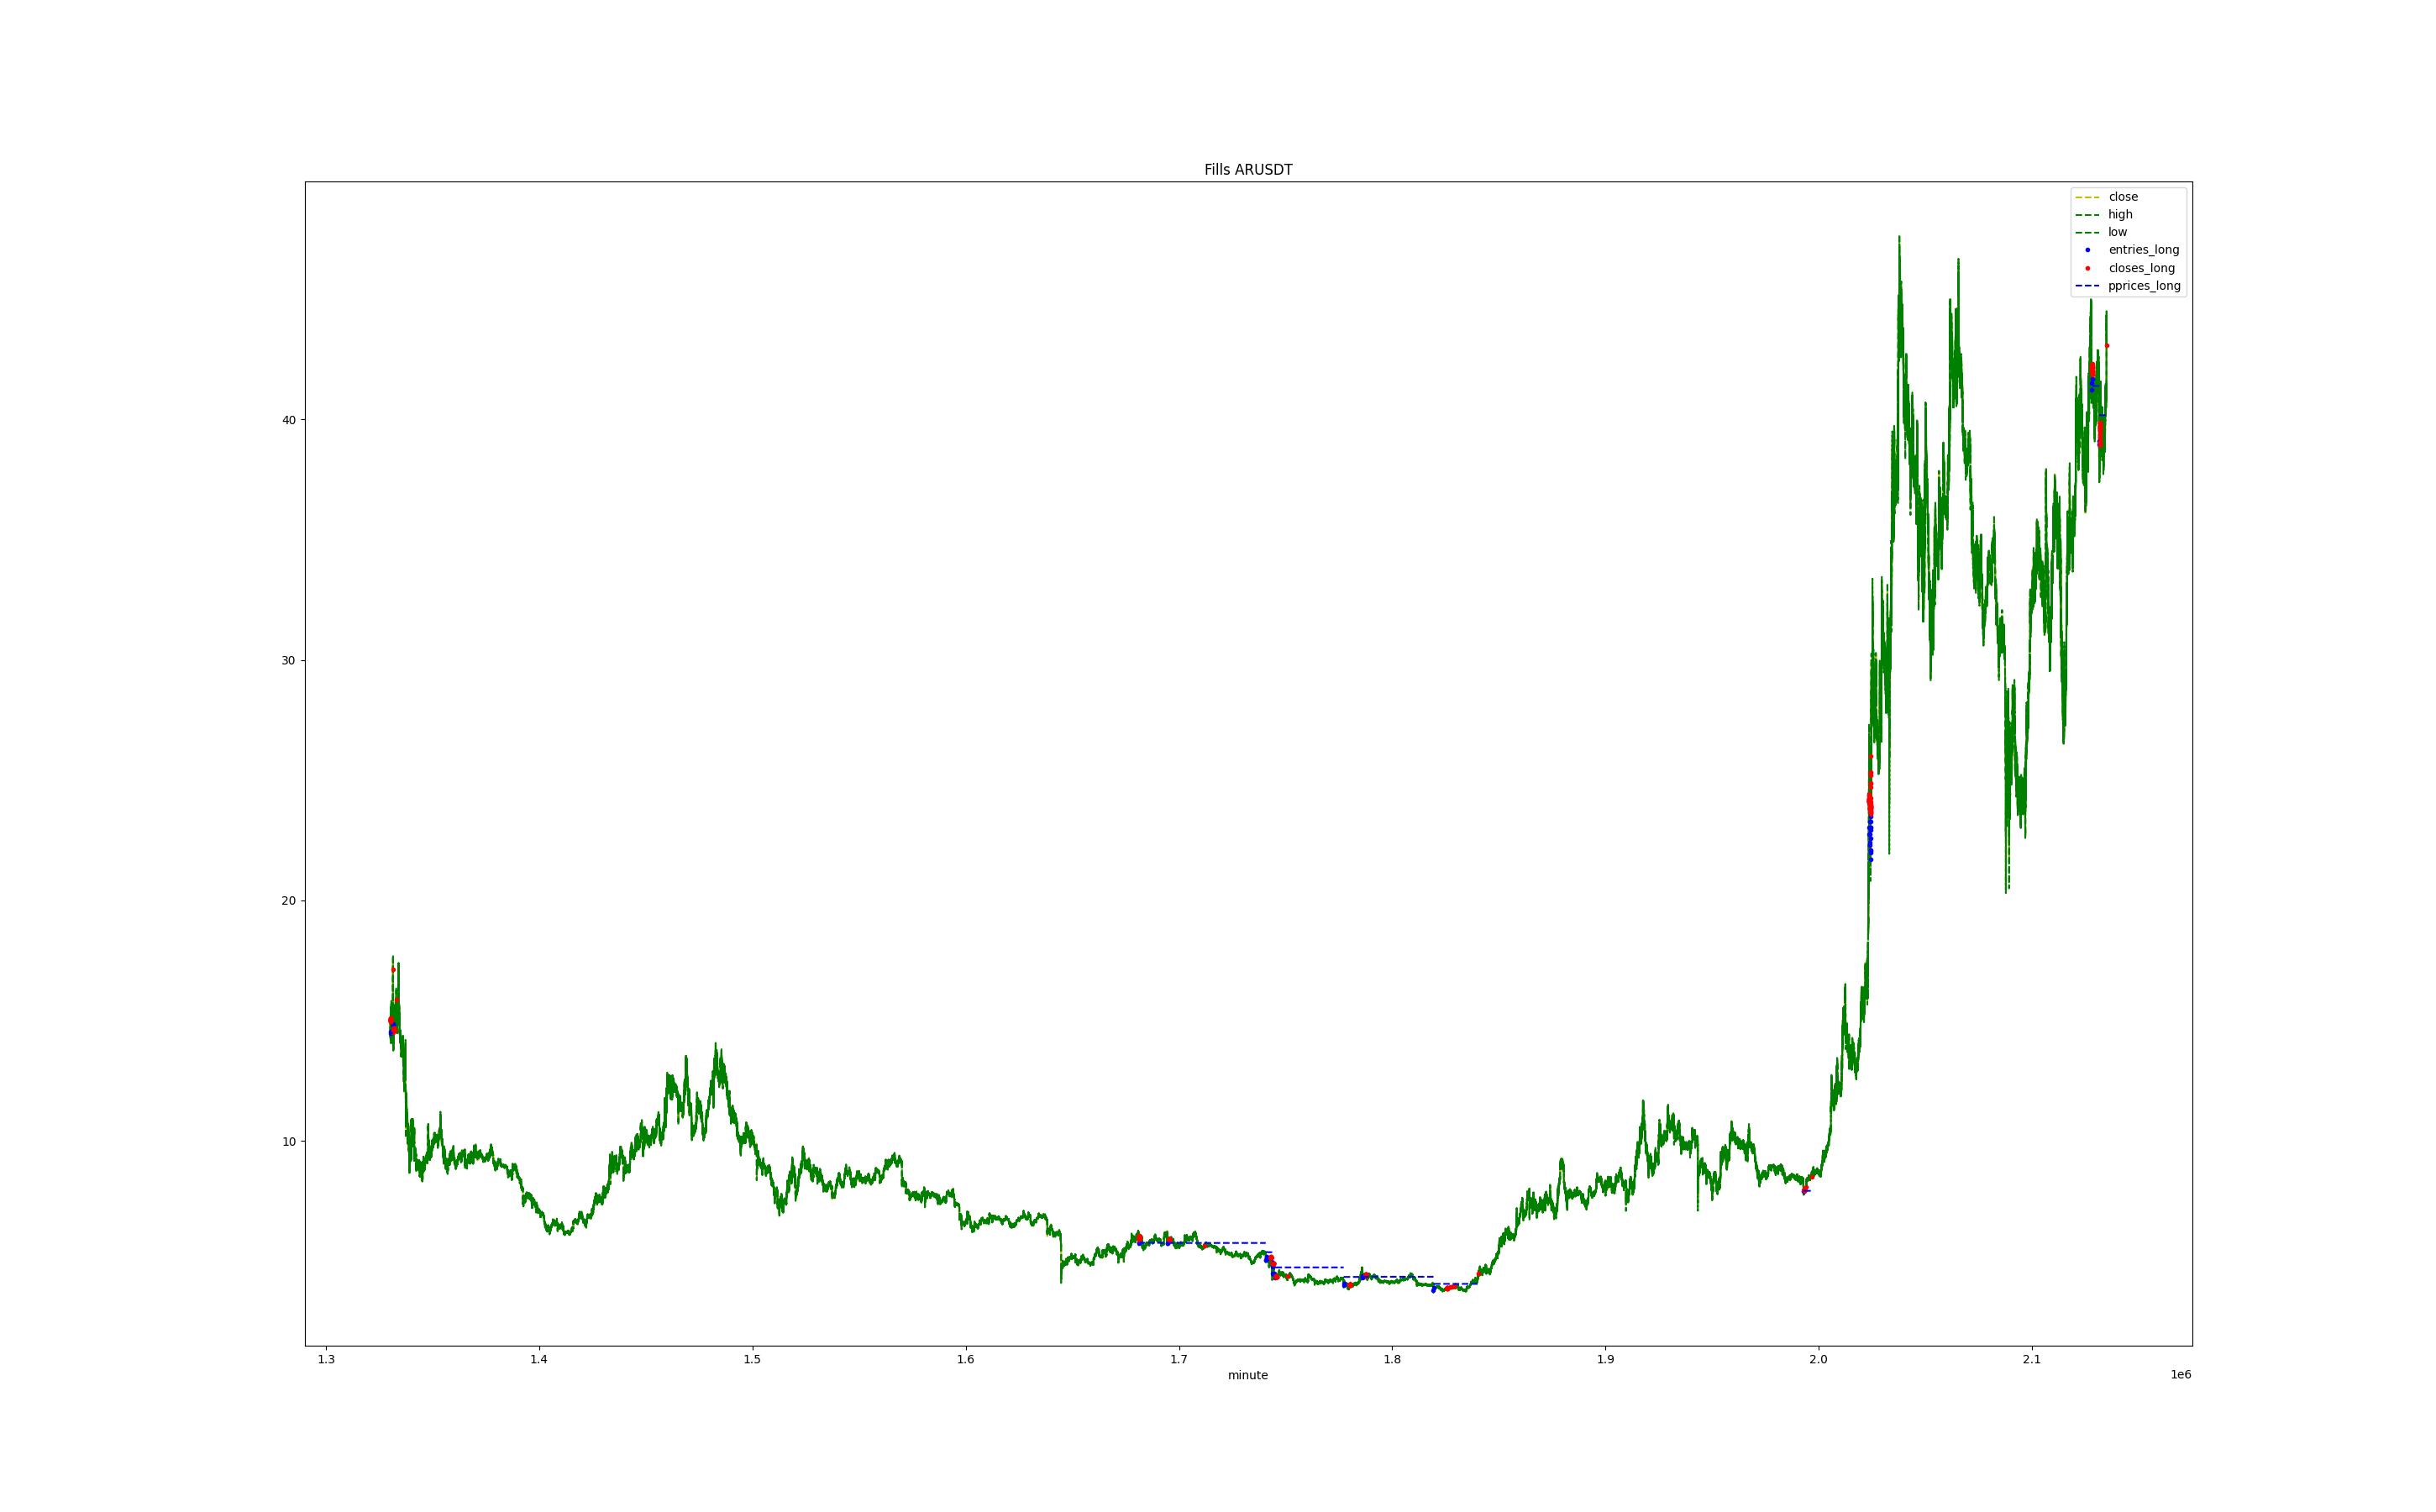 Fills ARUSDT
close
high
low
entries_long
closes_long
pprices_long
40
30
20
10
1.3 1.4 1.5 1.6 1.7 1.8 1.9 2.0 2.1
minute
1e6